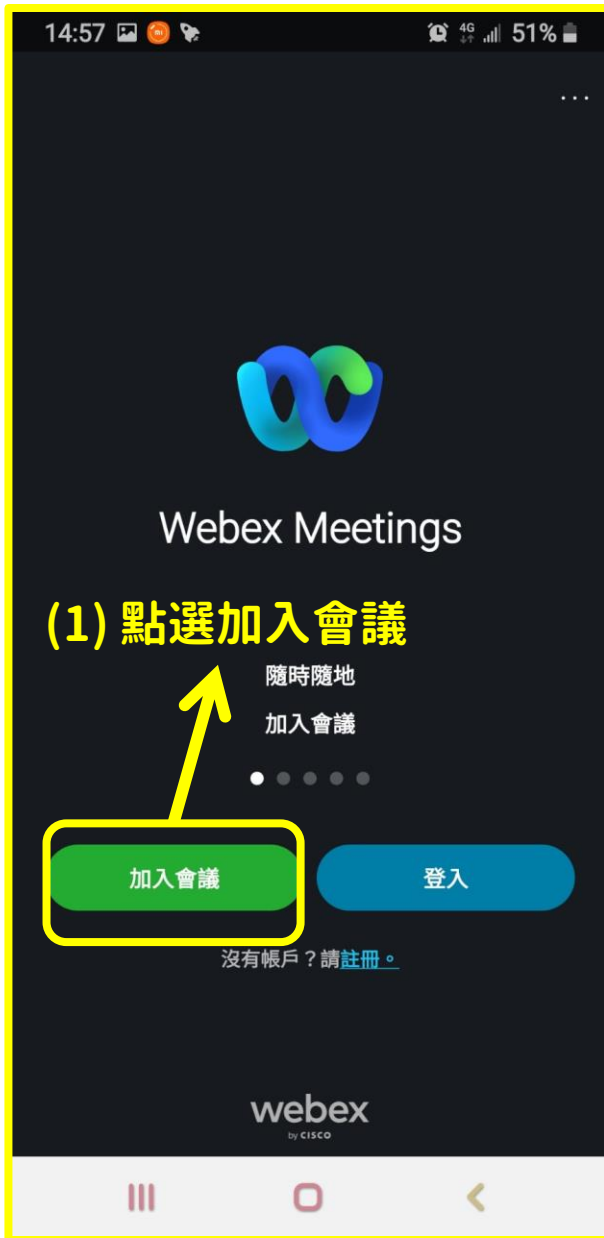 14:57
4G
51%
...
Webex Meetings
(1) 點選加入會議
隨時隨地
加入會議
加入會議
登入
沒有帳戶？請註冊。
webex
by CISCO